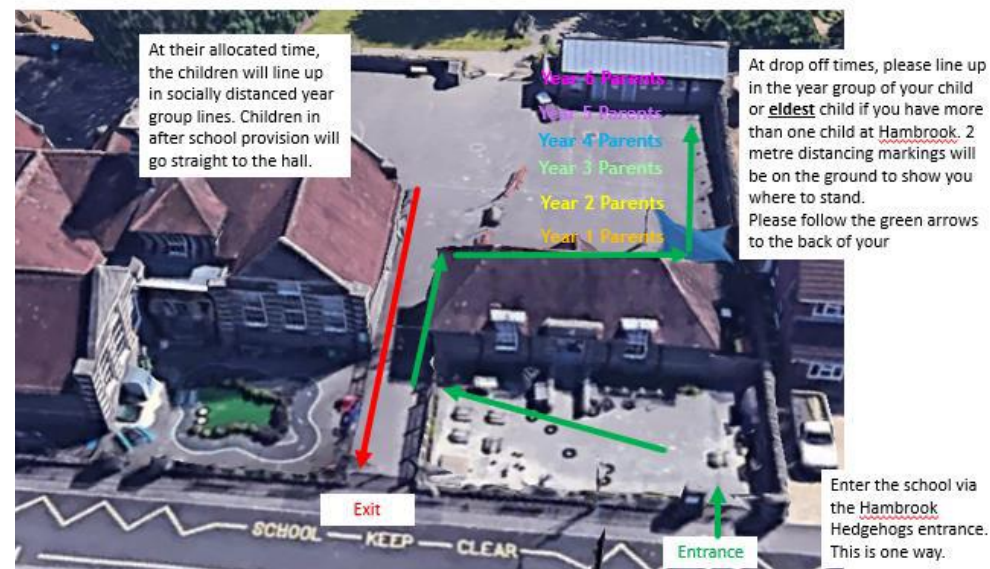 At their allocated time,
the children will line up
in socially distanced year
group lines. Children in
after school provision will
go straight to the hall.
Year 6 Parents
Year 5 Parents
Year 4 Parents
Year 3 Parents
Year 2 Parents
Year 1 Parents
At drop off times, please line up
in the year group of your child
or eldest child if you have more
than one child at Hambrook. 2
metre distancing markings will
be on the ground to show you
where to stand.
Please follow the green arrows
to the back of your
Exit
SCHOOL KEEP CLEAR
Entrance
Enter the school via
the Hambrook
Hedgehogs entrance.
This is one way.